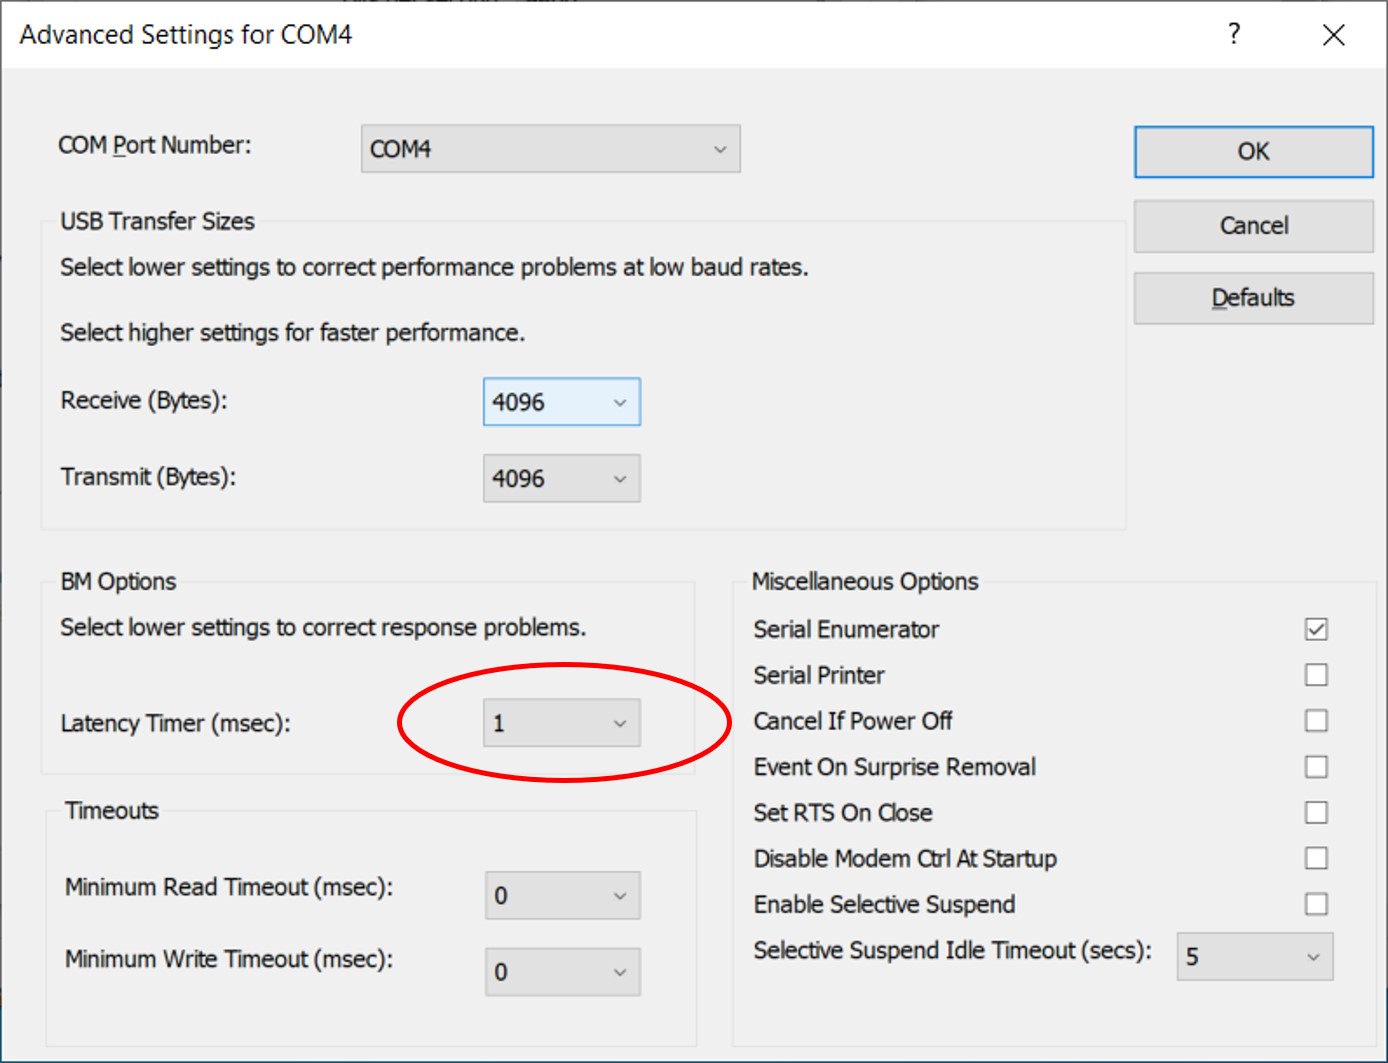 Advanced Settings for COM4
?
COM Port Number:
COM4
OK
Cancel
Defaults
USB Transfer Sizes
Select lower settings to correct performance problems at low baud rates.
Select higher settings for faster performance.
Receive (Bytes):
4096
Transmit (Bytes):
4096
BM Options
Select lower settings to correct response problems.
Latency Timer (msec):
1
Timeouts
Minimum Read Timeout (msec):
0
Minimum Write Timeout (msec):
0
Miscellaneous Options
Serial Enumerator
Serial Printer
Cancel If Power Off
Event On Surprise Removal
Set RTS On Close
Disable Modem Ctrl At Startup
Enable Selective Suspend
Selective Suspend Idle Timeout (secs):
5